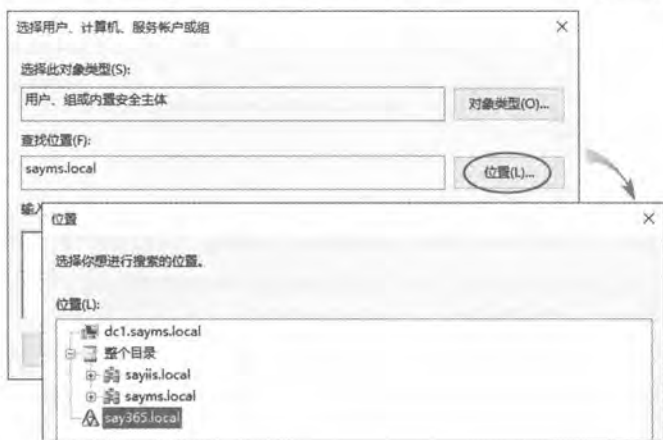 选择用户、计算机、服务帐户或组
选择此对象类型(S):
用户、组或内置安全主体
对象类型(O)...
查找位置(F):
sayms.local
位置(L)...
输入
位置
选择你想进行搜索的位置。
位置(L):
dc1.sayms.local
整个目录
sayiis.local
sayms.local
say365.local